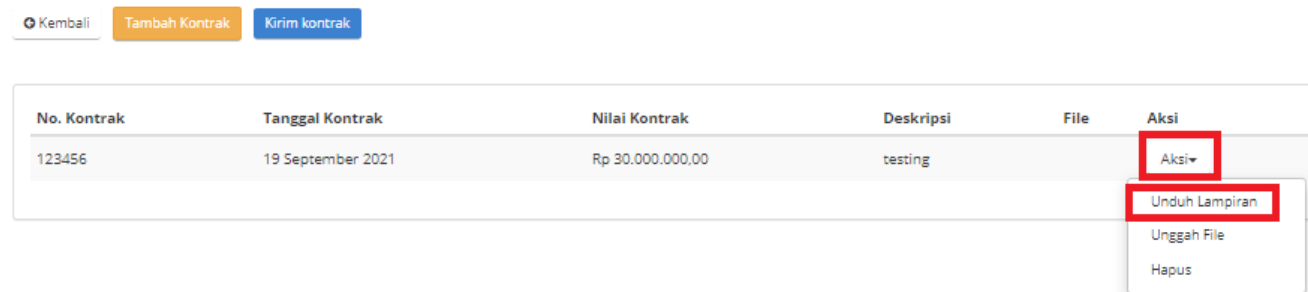 Kembali Tambah Kontrak Kirim kontrak
No. Kontrak Tanggal Kontrak Nilai Kontrak Deskripsi File Aksi
123456 19 September 2021 Rp 30.000.000,00 testing Aksi
Unduh Lampiran
Unggah File
Hapus